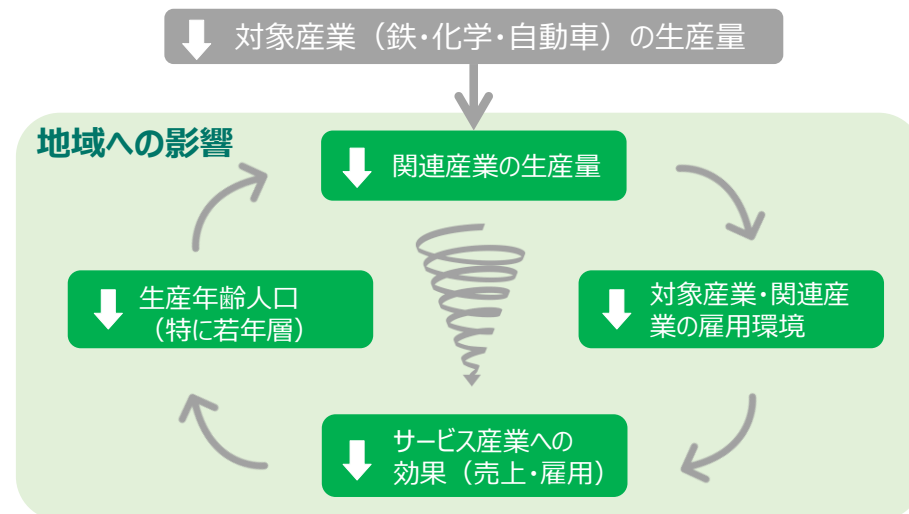 対象産業（鉄・化学・自動車）の生産量
地域への影響
関連産業の生産量
生産年齢人口
（特に若年層）
対象産業・関連産
業の雇用環境
サービス産業への
効果（売上・雇用）